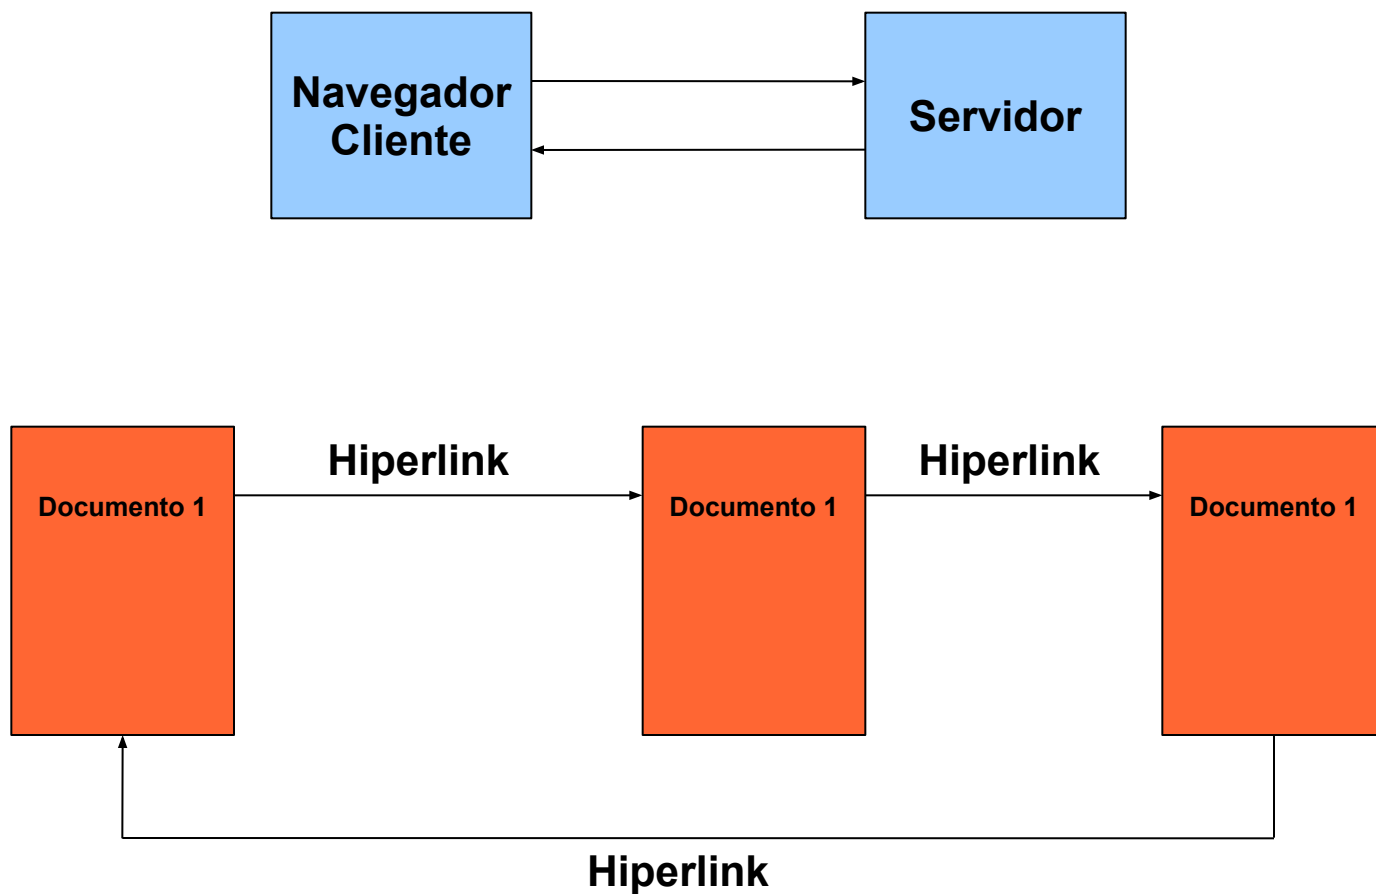 Navegador
Cliente
Servidor
Hiperlink
Hiperlink
Documento 1
Documento 1
Documento 1
Hiperlink